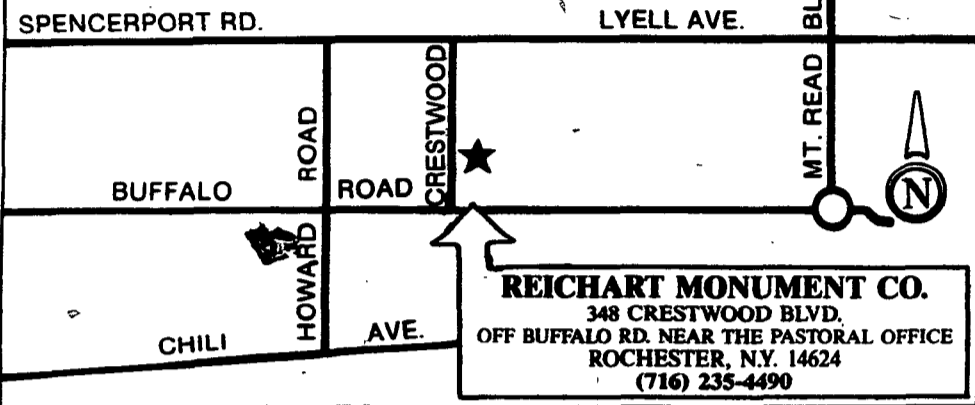 SPENCERPORT RD.
LYELL AVE.
MT. READ BL
CRESTWOOD
HOWARD ROAD
BUFFALO ROAD
N
CHILI AVE.
REICHART MONUMENT CO.
348 CRESTWOOD BLVD.
OFF BUFFALO RD. NEAR THE PASTORAL OFFICE
ROCHESTER, N.Y. 14624
(716) 235-4490